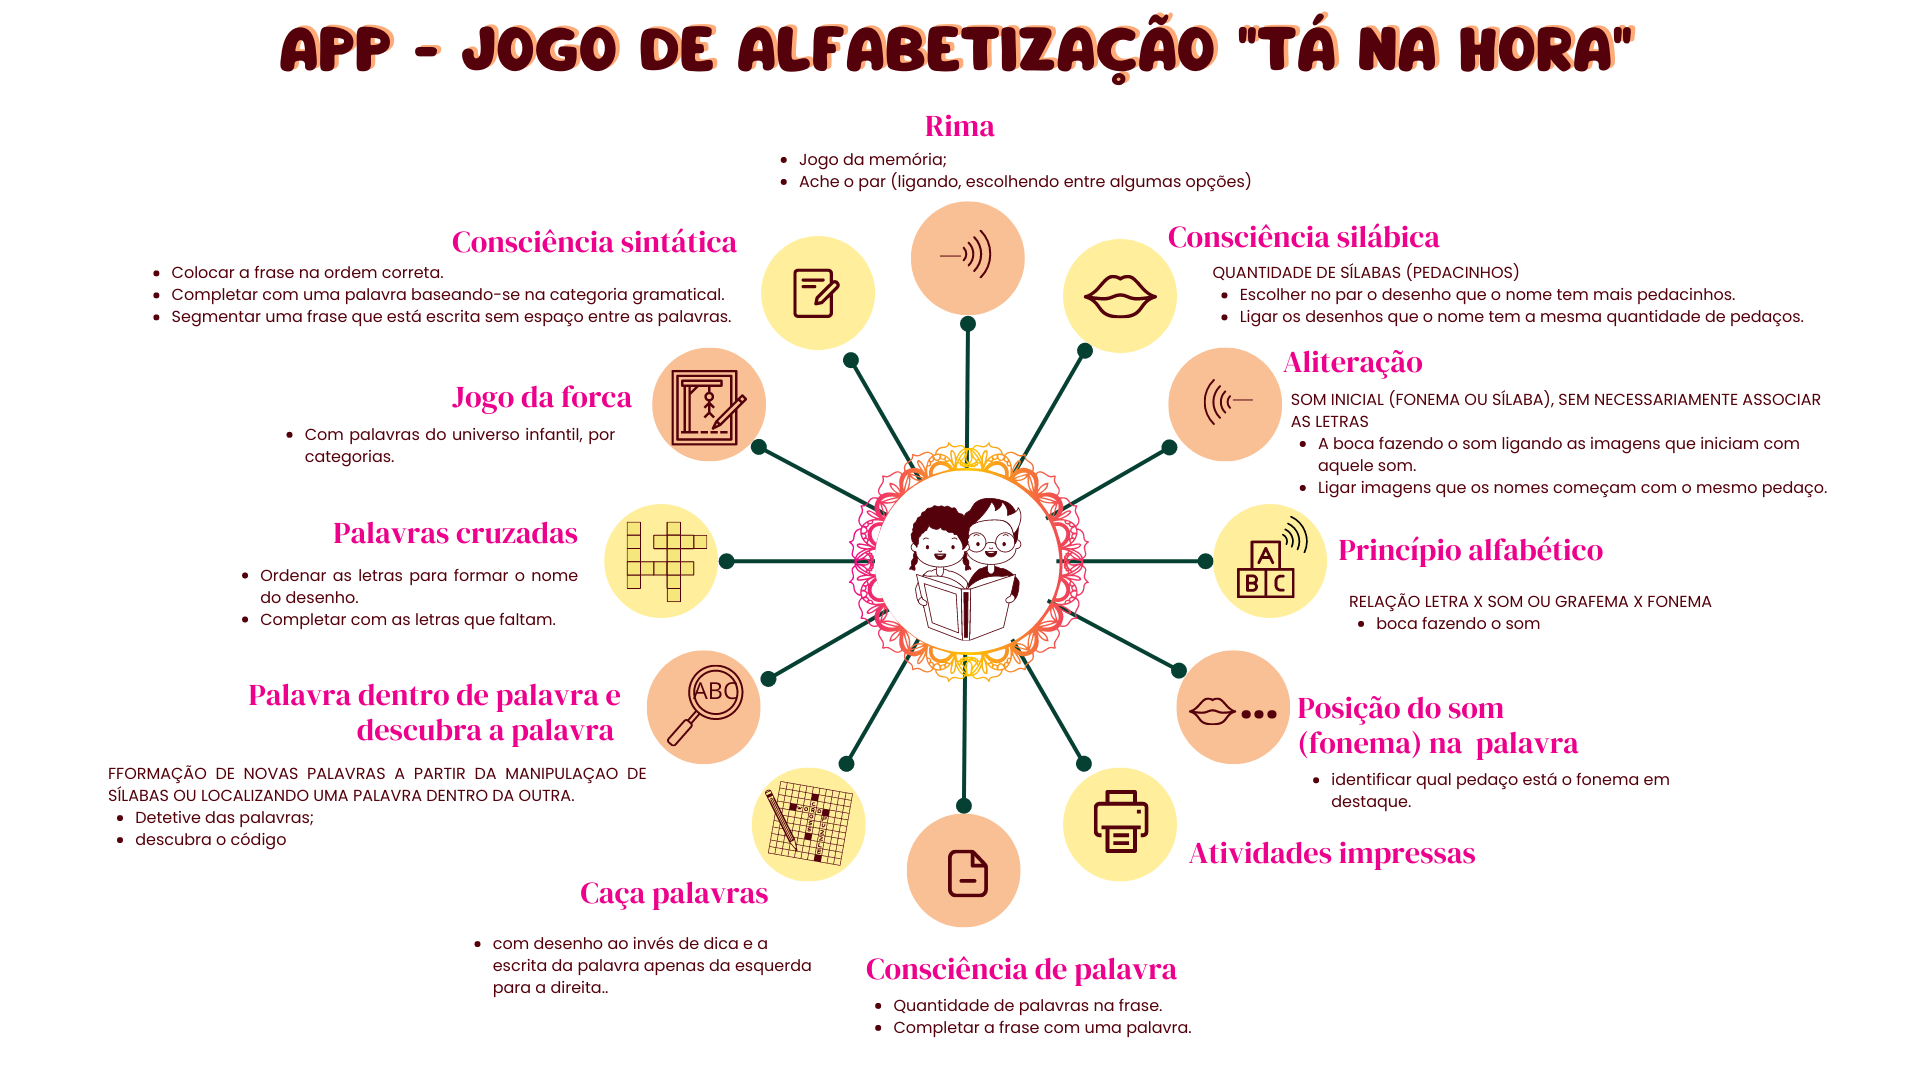 APP - JOGO DE ALFABETIZAÇÃO "TÁ NA HORA"
Rima
• Jogo da memória;
• Ache o par (ligando, escolhendo entre algumas opções)
Consciência silábica
QUANTIDADE DE SÍLABAS (PEDACINHOS)
• Escolher no par o desenho que o nome tem mais pedacinhos.
• Ligar os desenhos que o nome tem a mesma quantidade de pedaços.
Aliteração
SOM INICIAL (FONEMA OU SÍLABA), SEM NECESSARIAMENTE ASSOCIAR
AS LETRAS
• A boca fazendo o som ligando as imagens que iniciam com
aquele som.
• Ligar imagens que os nomes começam com o mesmo pedaço.
A
B C
Princípio alfabético
RELAÇÃO LETRA X SOM OU GRAFEMA X FONEMA
• boca fazendo o som
Posição do som
(fonema) na palavra
• identificar qual pedaço está o fonema em
destaque.
Atividades impressas
Consciência de palavra
• Quantidade de palavras na frase.
• Completar a frase com uma palavra.
Caça palavras
• com desenho ao invés de dica e a
escrita da palavra apenas da esquerda
para a direita..
ABC
Palavra dentro de palavra e
descubra a palavra
FFORMAÇÃO DE NOVAS PALAVRAS A PARTIR DA MANIPULAÇAO DE
SÍLABAS OU LOCALIZANDO UMA PALAVRA DENTRO DA OUTRA.
• Detetive das palavras;
• descubra o código
Palavras cruzadas
• Ordenar as letras para formar o nome
do desenho.
• Completar com as letras que faltam.
Jogo da forca
• Com palavras do universo infantil, por
categorias.
Consciência sintática
• Colocar a frase na ordem correta.
• Completar com uma palavra baseando-se na categoria gramatical.
• Segmentar uma frase que está escrita sem espaço entre as palavras.